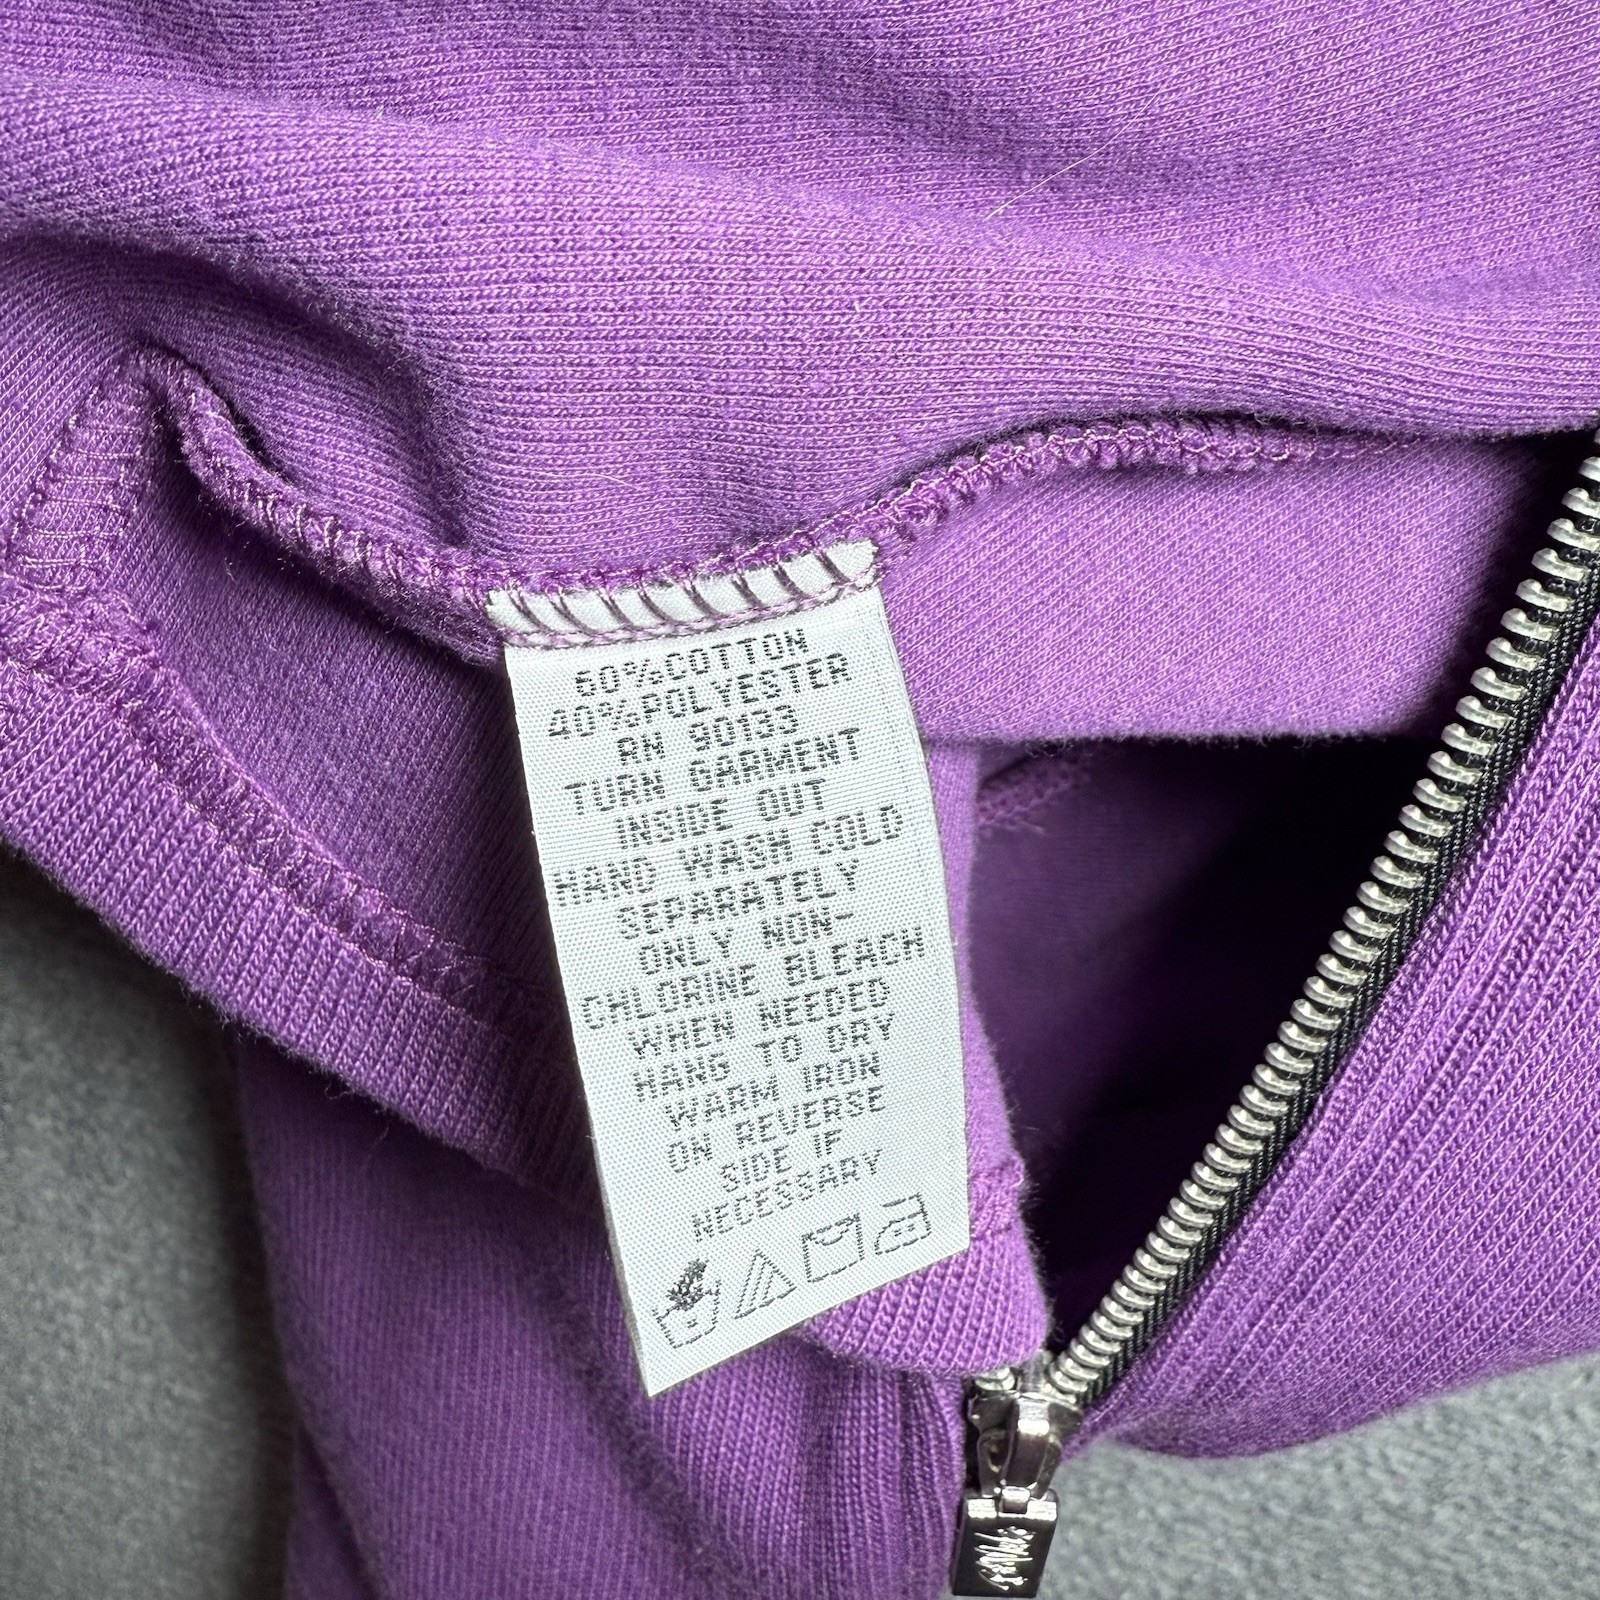 60%COTTON
40%POLYESTER
RN 90133
TURN GARMENT
INSIDE OUT
HAND WASH COLD
SEPARATELY
ONLY NON-
CHLORINE BLEACH
WHEN NEEDED
HANG TO DRY
WARM IRON
ON REVERSE
SIDE IF
NECESSARY